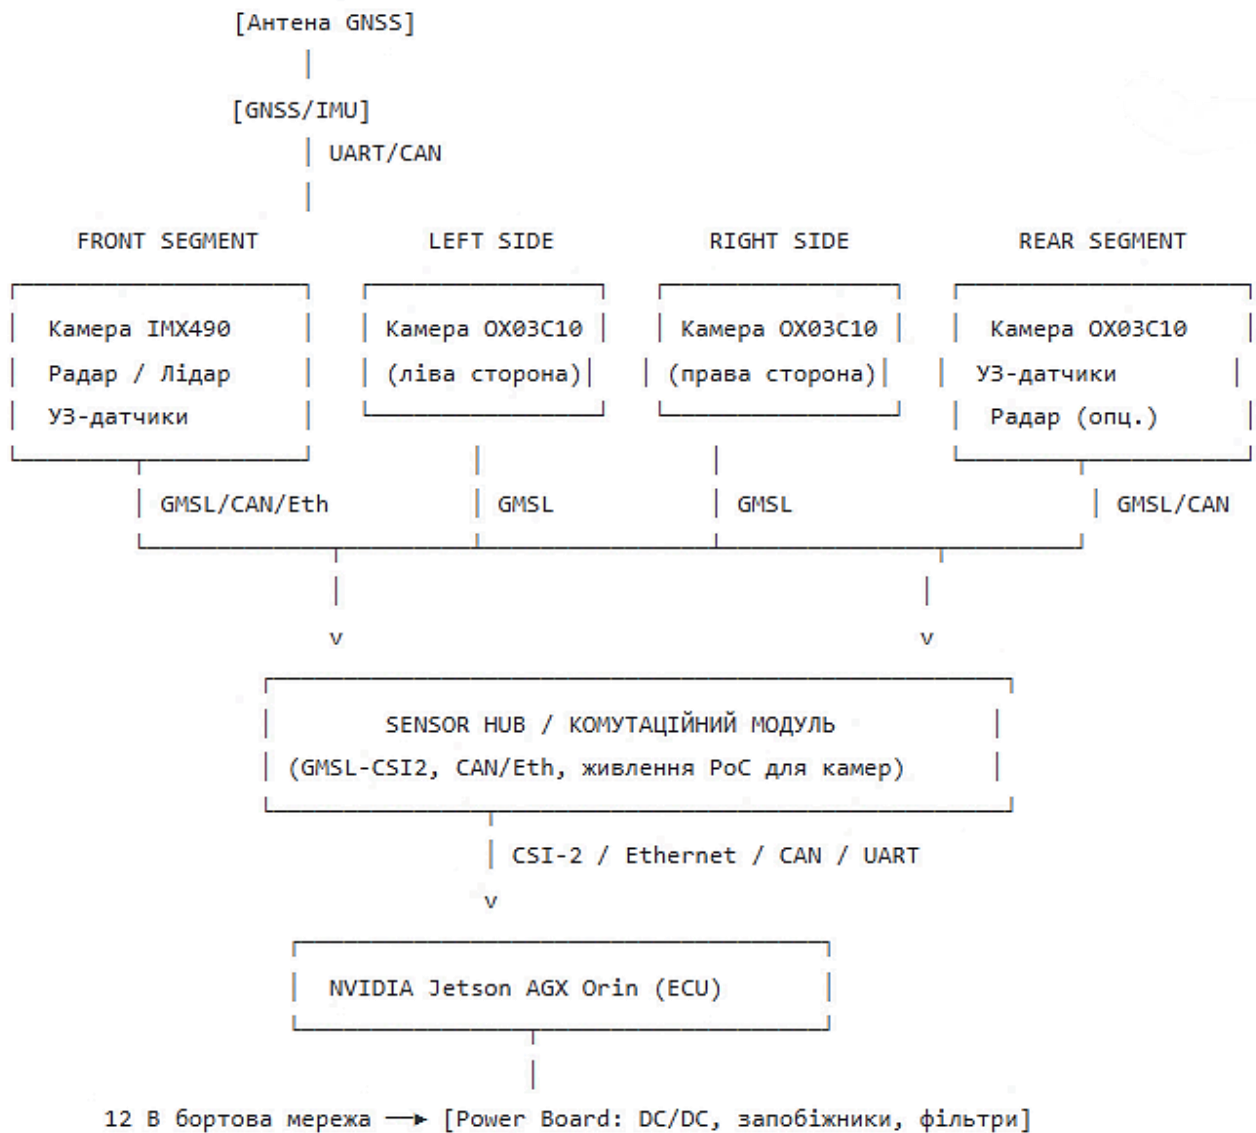 [Антена GNSS]
[GNSS/IMU]
UART/CAN
FRONT SEGMENT LEFT SIDE RIGHT SIDE REAR SEGMENT
Камера IMX490 Камера OX03C10 Камера OX03C10 Камера OX03C10
Радар / Лідар (ліва сторона) (права сторона) УЗ-датчики
УЗ-датчики Радар (опц.)
GMSL/CAN/Eth GMSL GMSL GMSL/CAN
v v
SENSOR HUB / КОМУТАЦІЙНИЙ МОДУЛЬ
(GMSL-CSI2, CAN/Eth, живлення PoC для камер)
CSI-2 / Ethernet / CAN / UART
v
NVIDIA Jetson AGX Orin (ECU)
12 В бортова мережа ──► [Power Board: DC/DC, запобіжники, фільтри]